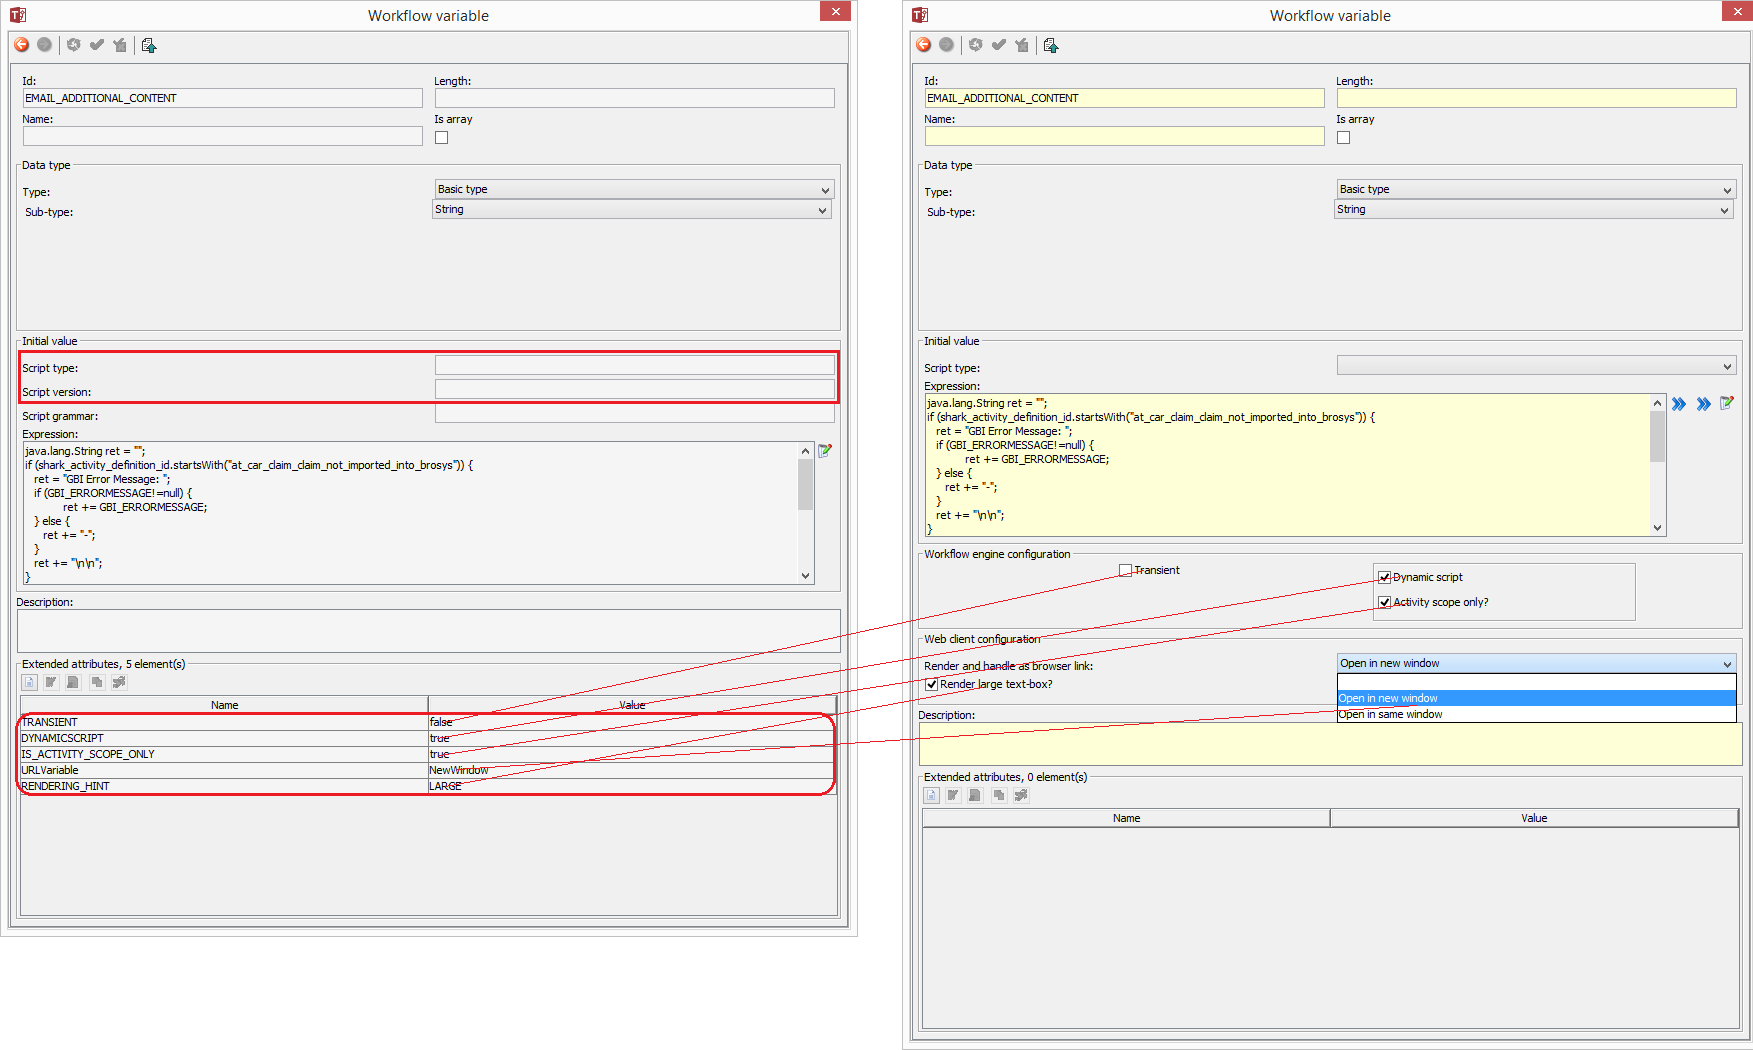 Workflow variable
Id:
Length:
EMAIL_ADDITIONAL_CONTENT
Name:
Is array
Data type
Type:
Basic type
Sub-type:
String
Initial value
Script type:
Script version:
Script grammar:
Expression:
java.lang.String ret = "";
if (shark_activity_definition_id.startsWith("at_car_claim_claim_not_imported_into_brosys")) {
ret = "GBI Error Message: ";
if (GBI_ERRORMESSAGE!=null) {
ret += GBI_ERRORMESSAGE;
} else {
ret += "-";
}
ret += "\n\n";
}
Description:
Extended attributes, 5 element(s)
Name
Value
TRANSIENT
false
DYNAMICSCRIPT
true
IS_ACTIVITY_SCOPE_ONLY
true
URLVariable
NewWindow
RENDERING_HINT
LARGE
Workflow variable
Id:
Length:
EMAIL_ADDITIONAL_CONTENT
Name:
Is array
Data type
Type:
Basic type
Sub-type:
String
Initial value
Script type:
Expression:
java.lang.String ret = "";
if (shark_activity_definition_id.startsWith("at_car_claim_claim_not_imported_into_brosys")) {
ret = "GBI Error Message: ";
if (GBI_ERRORMESSAGE!=null) {
ret += GBI_ERRORMESSAGE;
} else {
ret += "-";
}
ret += "\n\n";
}
Workflow engine configuration
Transient
Dynamic script
Activity scope only?
Web client configuration
Render and handle as browser link:
Open in new window
Render large text-box?
Open in new window
Open in same window
Description:
Extended attributes, 0 element(s)
Name
Value